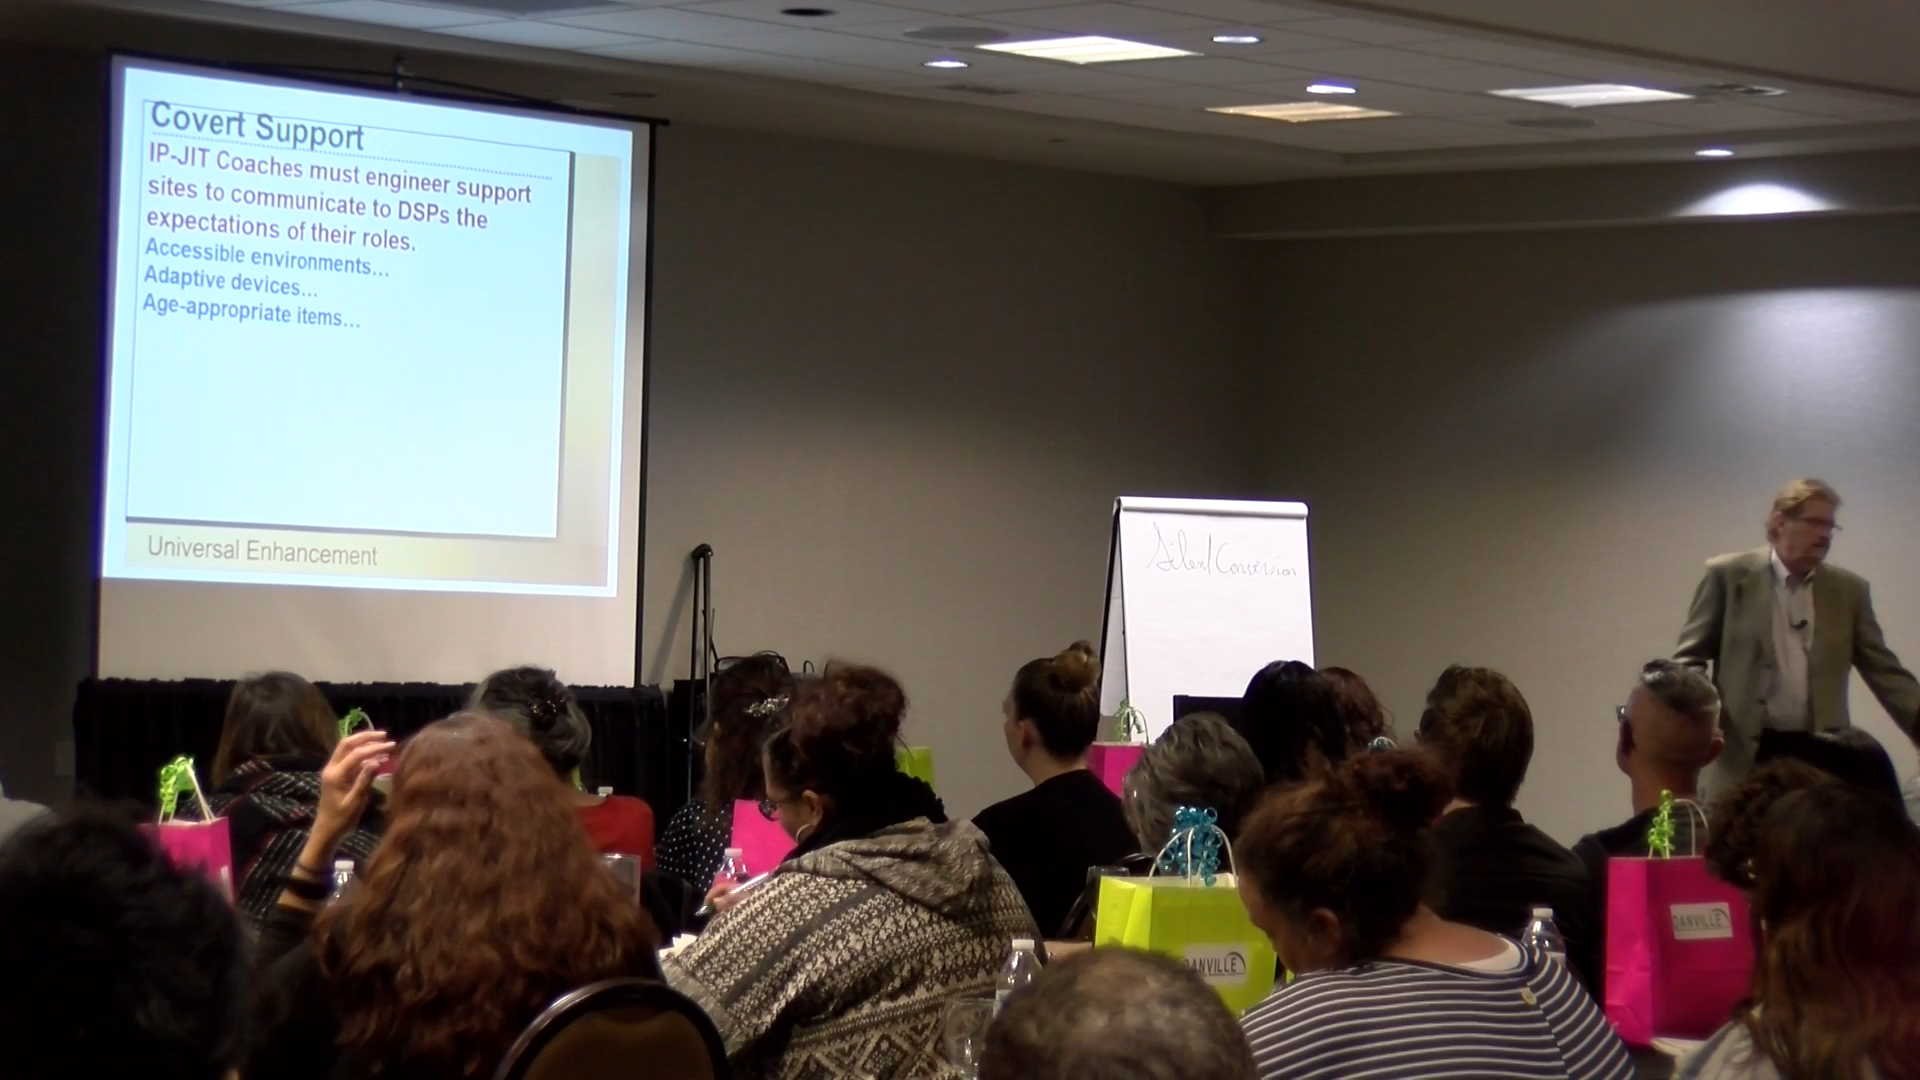 Covert Support
IP-JIT Coaches must engineer support
sites to communicate to DSPs the
expectations of their roles.
Accessible environments...
Adaptive devices...
Age-appropriate items...
Universal Enhancement
Silent Conversion
DANVILLE
DANVILLE